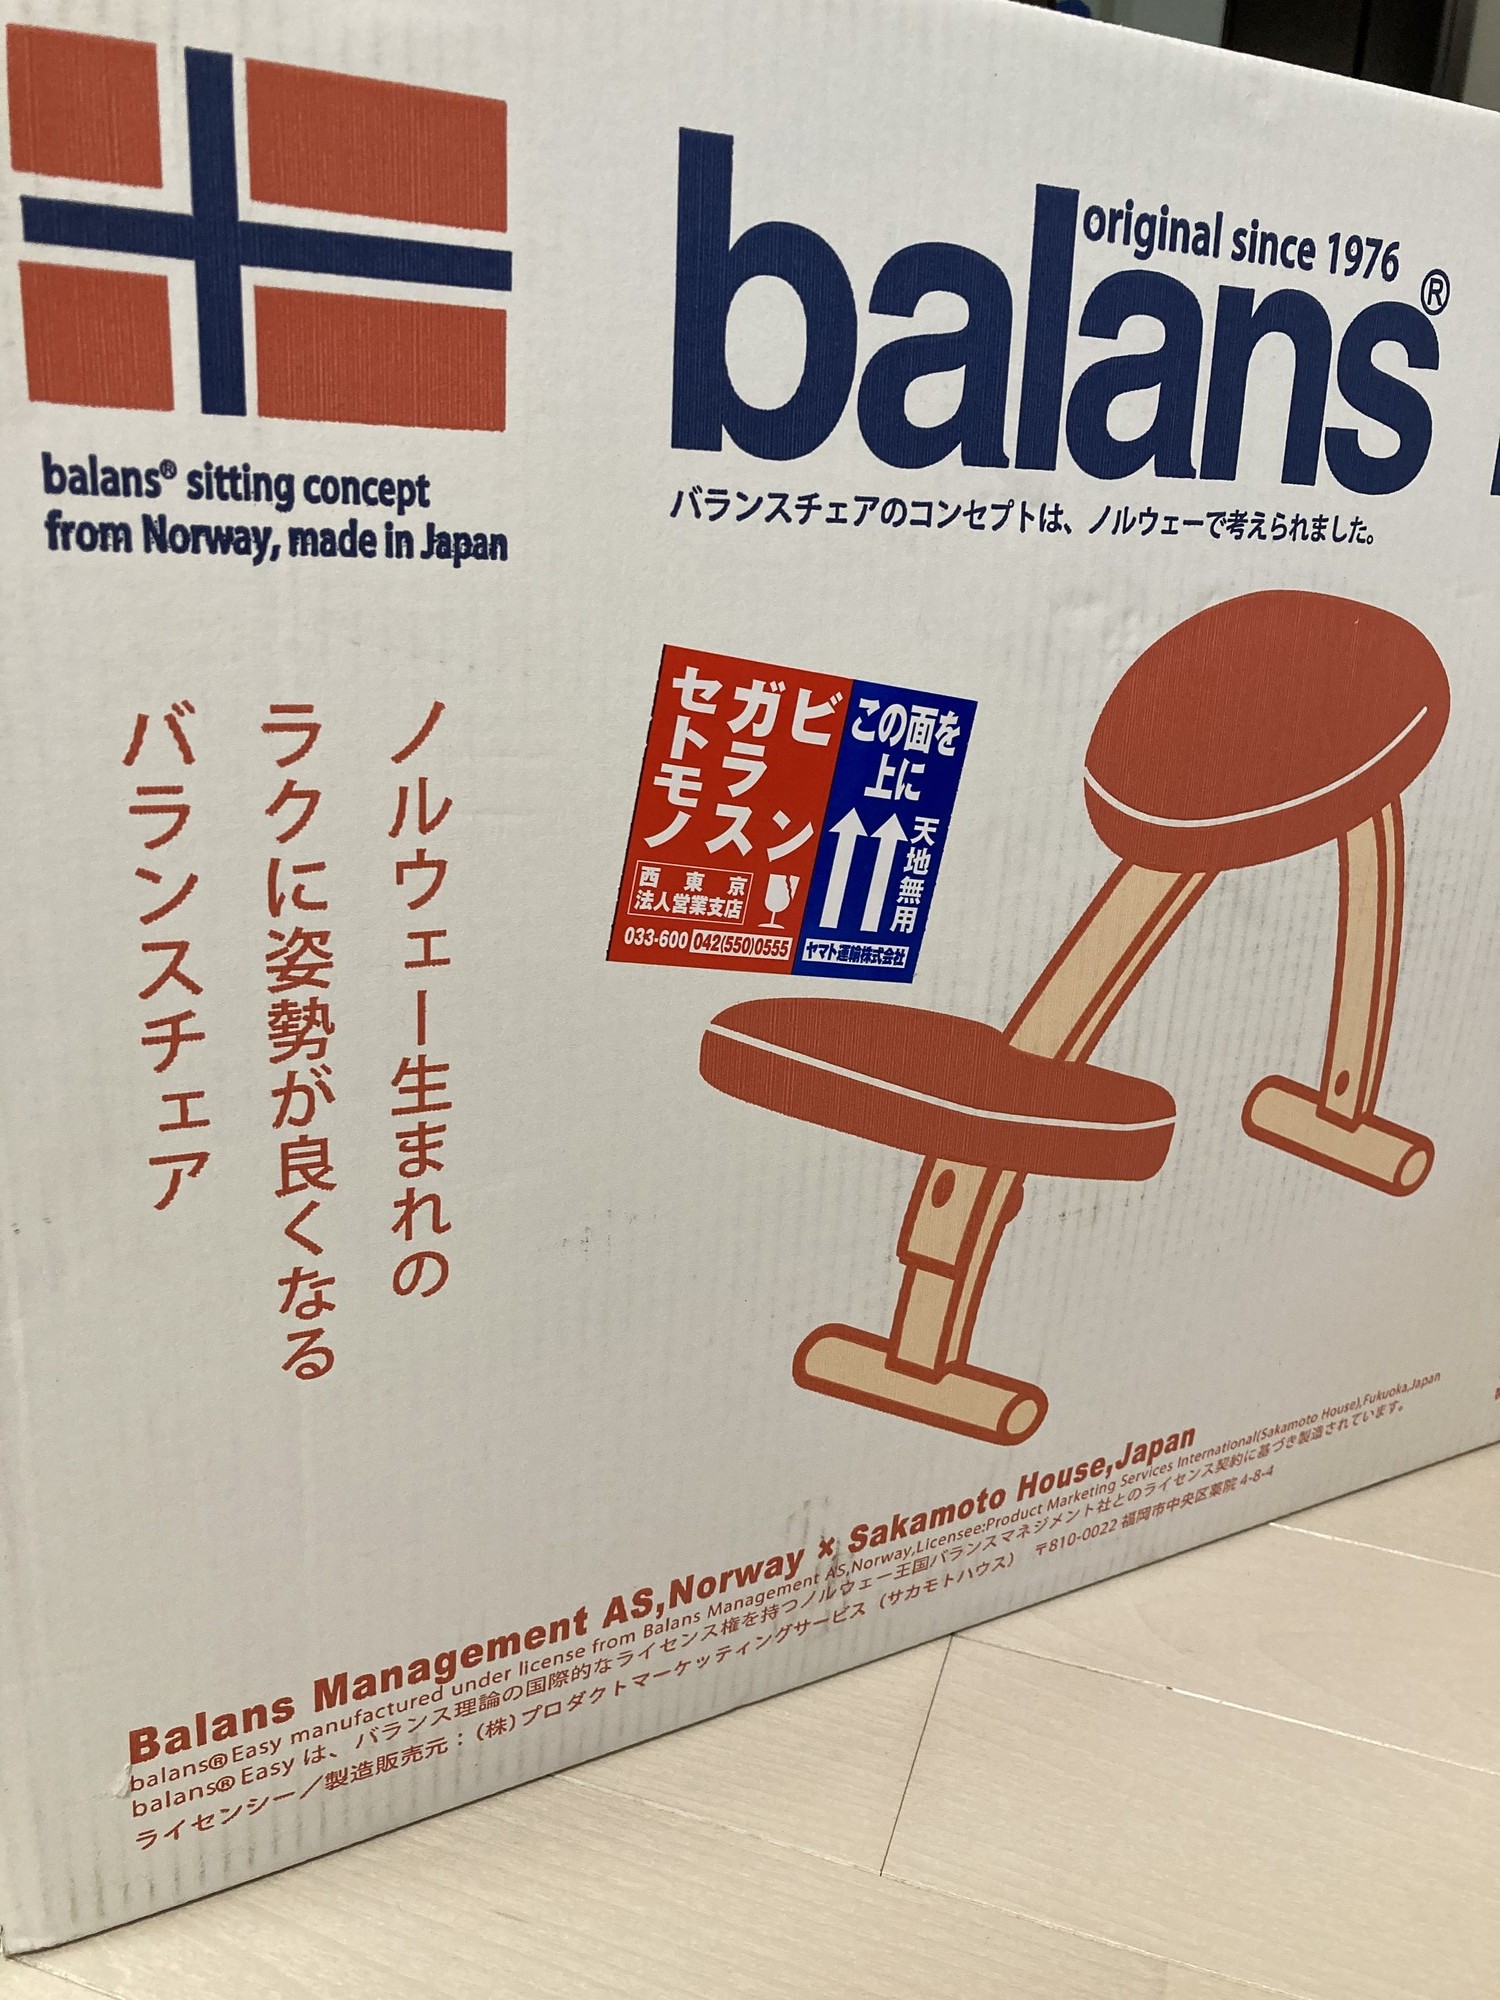 balans® sitting concept
from Norway, made in Japan
original since 1976
balans®
バランスチェアのコンセプトは、ノルウェーで考えられました。
ノルウェー生まれの
ラクに姿勢が良くなる
バランスチェア
ビン
ガラス
セトモノ
西東京
法人営業支店
033-600 042(550)0555
この面を
上に
天地無用
ヤマト運輸株式会社
Balans Management AS,Norway × Sakamoto House,Japan
balans®Easy manufactured under license from Balans Management AS,Norway,Licensee:Product Marketing Services International(Sakamoto House),Fukuoka,Japan
balans®Easy は、バランス理論の国際的なライセンス権を持つノルウェー王国バランスマネジメント社とのライセンス契約に基づき製造されています。
ライセンシー／製造販売元：（株）プロダクトマーケッティングサービス（サカモトハウス） 〒810-0022 福岡市中央区薬院 4-8-4